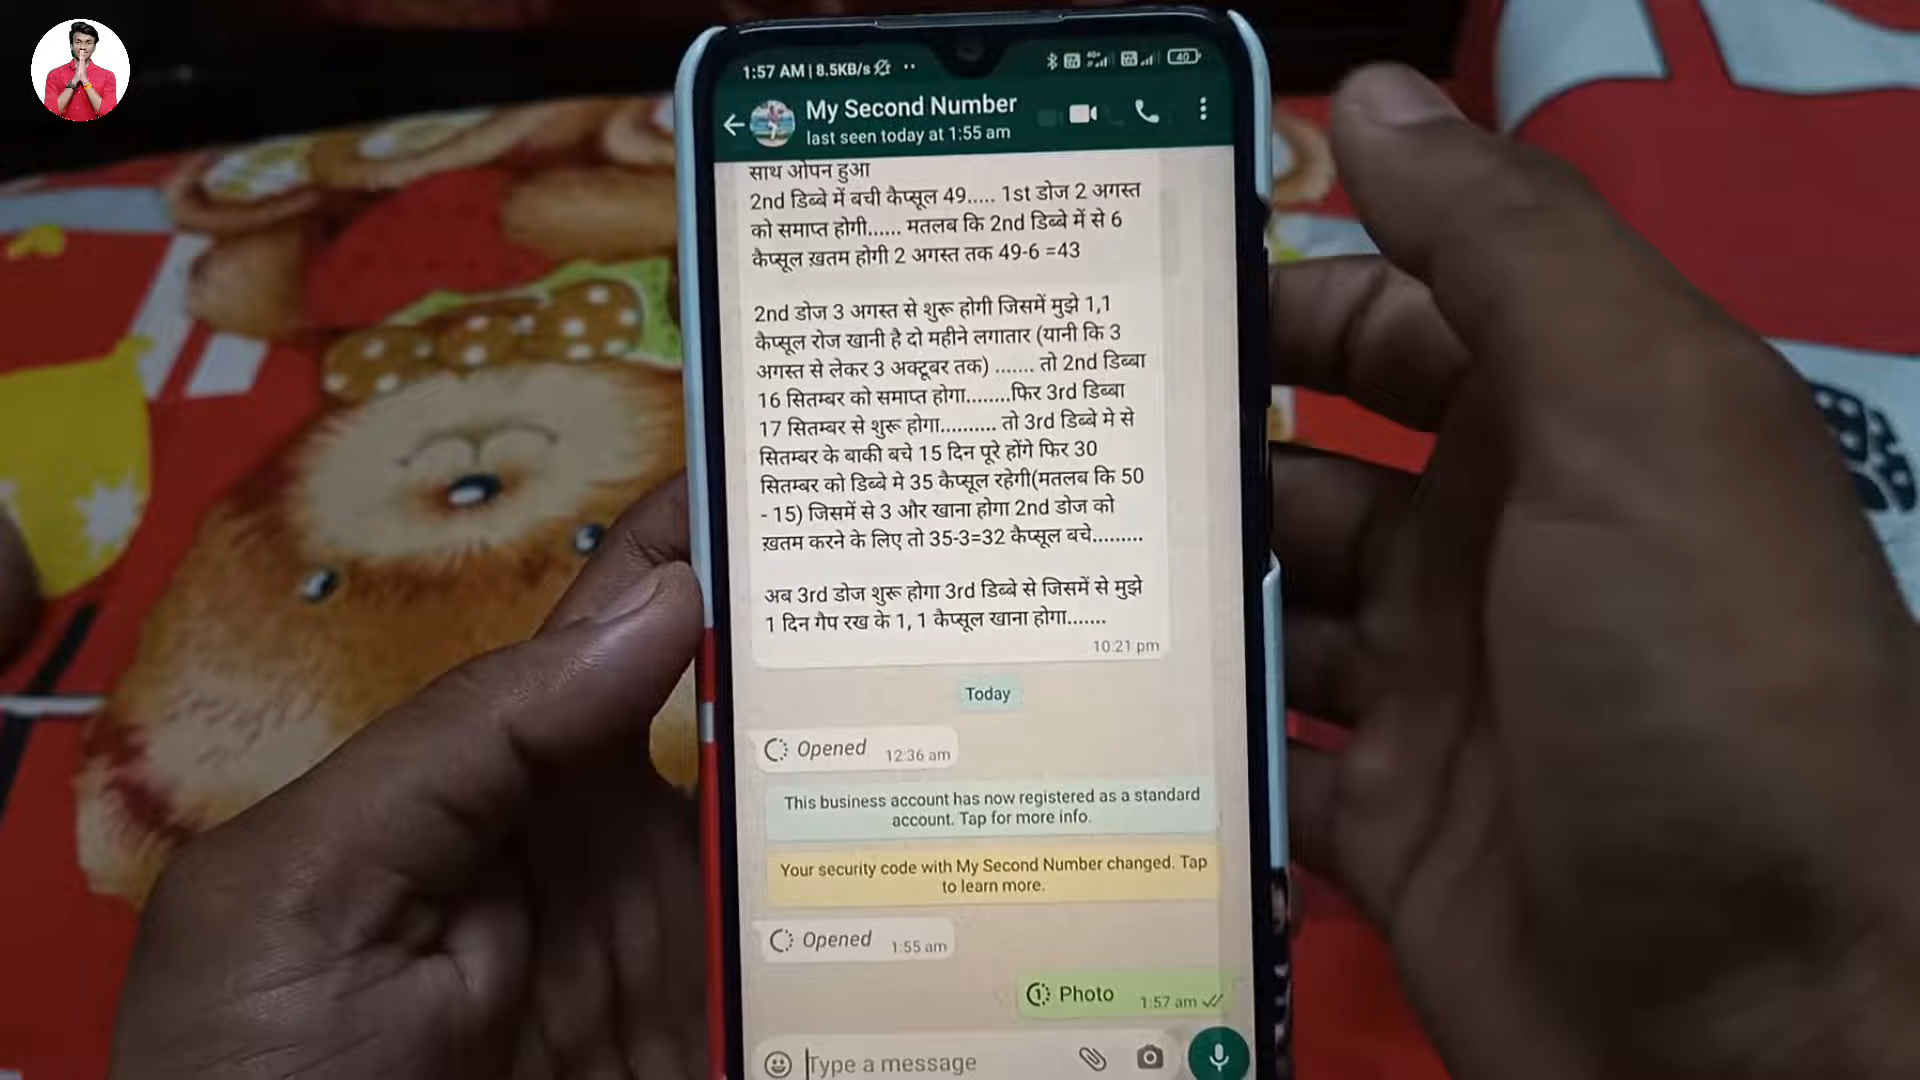 1:57 AM | 8.5KB/s
40
My Second Number
last seen today at 1:55 am
साथ ओपन हुआ
2nd डिब्बे में बची कैप्सूल 49..... 1st डोज 2 अगस्त
को समाप्त होगी...... मतलब कि 2nd डिब्बे में से 6
कैप्सूल ख़तम होगी 2 अगस्त तक 49-6 =43
2nd डोज 3 अगस्त से शुरू होगी जिसमें मुझे 1,1
कैप्सूल रोज खानी है दो महीने लगातार (यानी कि 3
अगस्त से लेकर 3 अक्टूबर तक) ....... तो 2nd डिब्बा
16 सितम्बर को समाप्त होगा........फिर 3rd डिब्बा
17 सितम्बर से शुरू होगा.......... तो 3rd डिब्बे मे से
सितम्बर के बाकी बचे 15 दिन पूरे होंगे फिर 30
सितम्बर को डिब्बे मे 35 कैप्सूल रहेगी(मतलब कि 50
- 15) जिसमें से 3 और खाना होगा 2nd डोज को
ख़तम करने के लिए तो 35-3=32 कैप्सूल बचे.........
अब 3rd डोज शुरू होगा 3rd डिब्बे से जिसमें से मुझे
1 दिन गैप रख के 1, 1 कैप्सूल खाना होगा.......
10:21 pm
Today
Opened 12:36 am
This business account has now registered as a standard
account. Tap for more info.
Your security code with My Second Number changed. Tap
to learn more.
Opened 1:55 am
1 Photo 1:57 am
Type a message